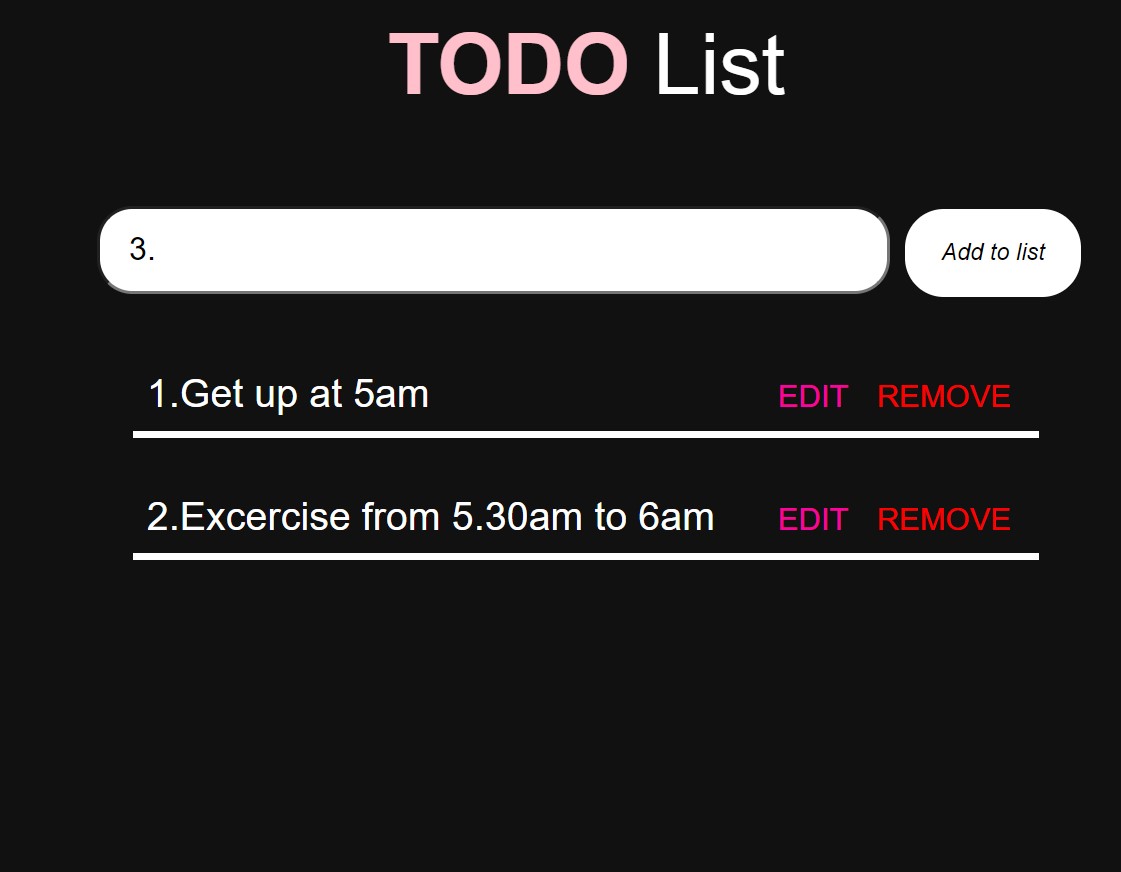 TODO List
3.
Add to list
1.Get up at 5am EDIT REMOVE
2.Excercise from 5.30am to 6am EDIT REMOVE